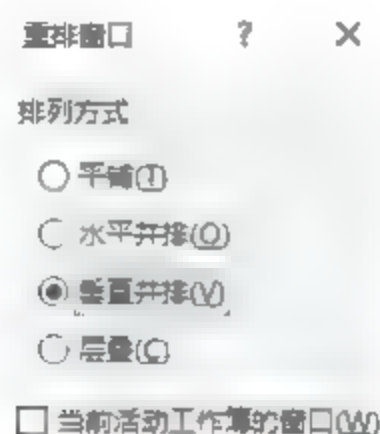 重排窗口 ? ×
排列方式
平铺(T)
水平并排(O)
垂直并排(V)
层叠(C)
当前活动工作簿的窗口(W)